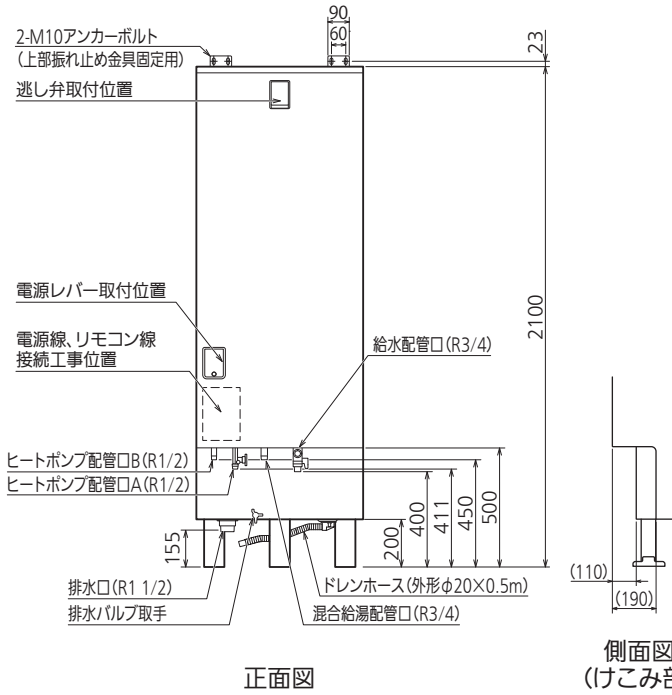 90
60
23
2-M10アンカーボルト
(上部振れ止め金具固定用)
逃し弁取付位置
2100
電源レバー取付位置
電源線、リモコン線
接続工事位置
給水配管口(R3/4)
ヒートポンプ配管口B(R1/2)
ヒートポンプ配管口A(R1/2)
155
200
400
411
450
500
排水口(R1 1/2)
排水バルブ取手
ドレンホース(外形φ20×0.5m)
混合給湯配管口(R3/4)
(110)
(190)
正面図
側面図
(けこみ部